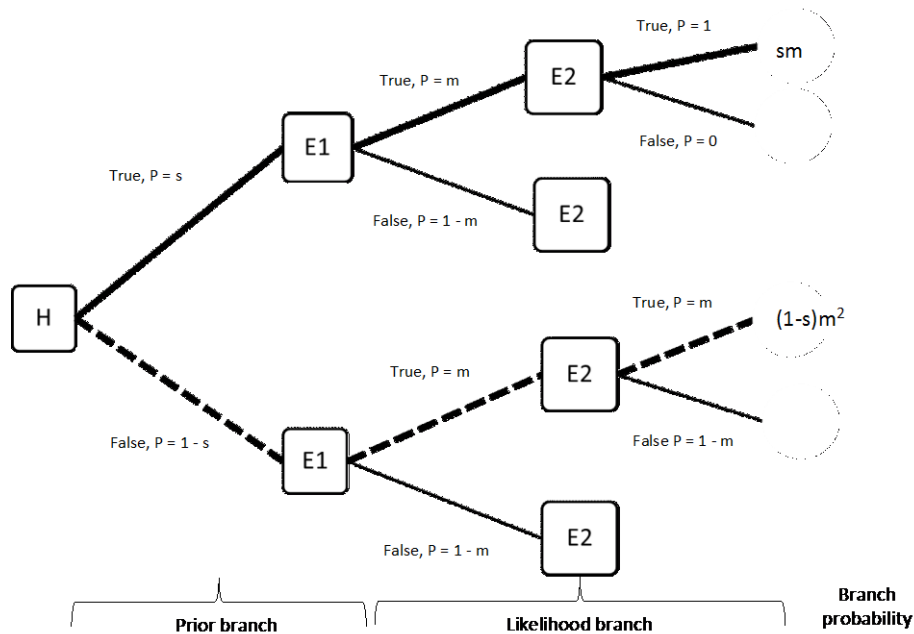 True, P = 1
sm
E2
True, P = m
False, P = 0
E1
True, P = s
False, P = 1 - m
E2
H
True, P = m
(1-s)m²
True, P = m
E2
False, P = 1 - s
False P = 1 - m
E1
E2
False, P = 1 - m
Prior branch
Likelihood branch
Branch
probability